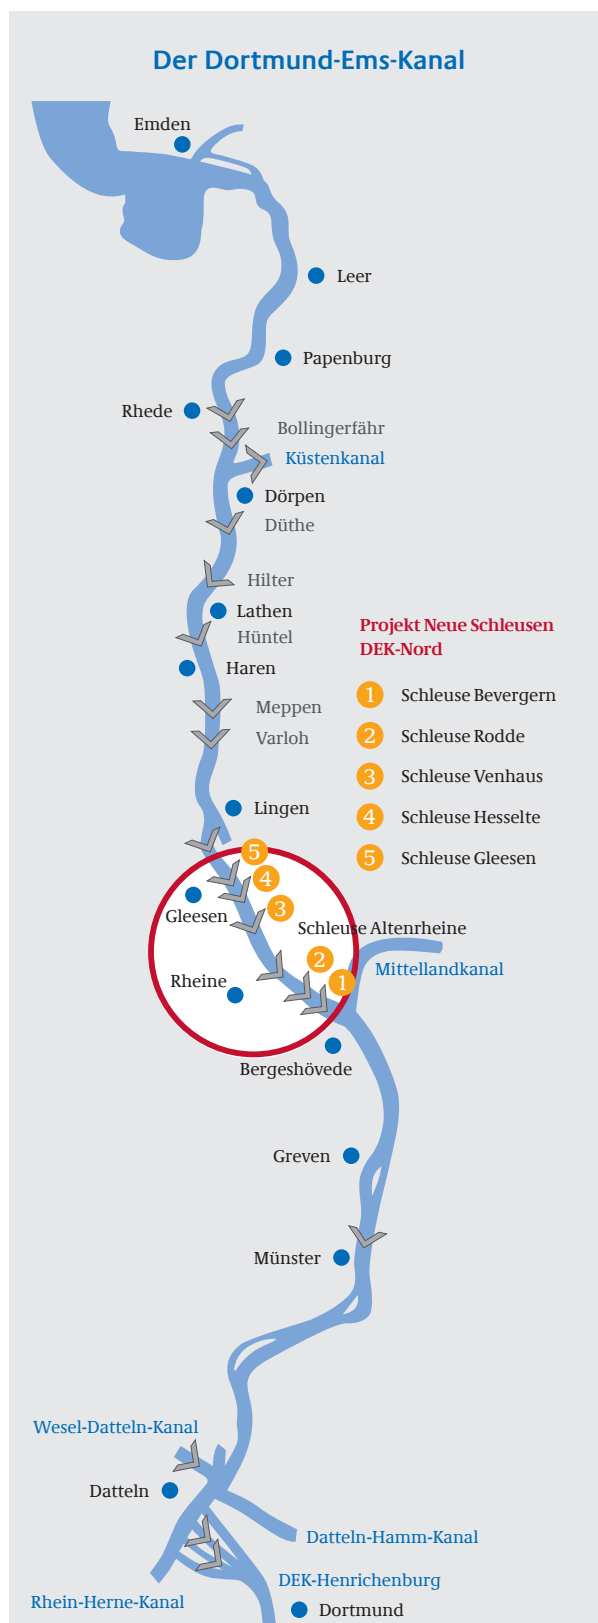 Der Dortmund-Ems-Kanal
Emden
Leer
Papenburg
Rhede
Bollingerfähr
Küstenkanal
Dörpen
Düthe
Hilter
Lathen
Hüntel
Haren
Meppen
Varloh
Lingen
Projekt Neue Schleusen
DEK-Nord
1 Schleuse Bevergern
2 Schleuse Rodde
3 Schleuse Venhaus
4 Schleuse Hesselte
5 Schleuse Gleesen
5
4
3
Gleesen
Schleuse Altenrheine
2
Mittellandkanal
Rheine
1
Bergeshövede
Greven
Münster
Wesel-Datteln-Kanal
Datteln
Datteln-Hamm-Kanal
DEK-Henrichenburg
Rhein-Herne-Kanal
Dortmund